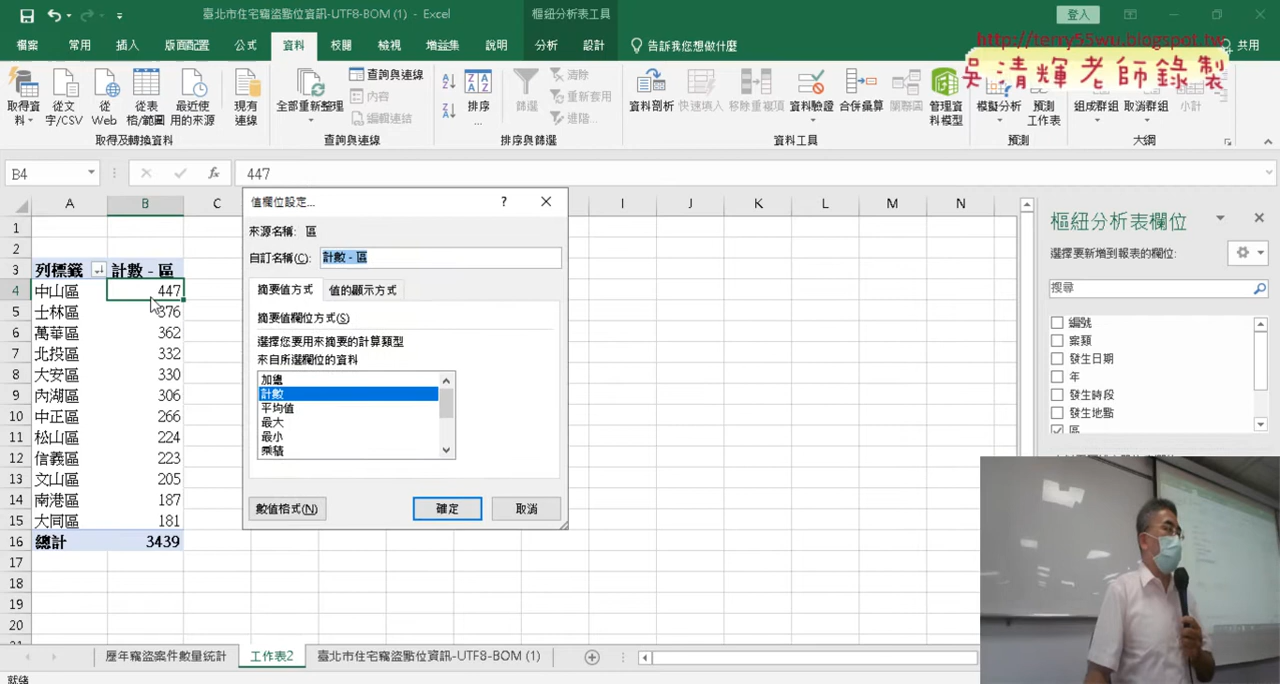 臺北市住宅竊盜點位資訊-UTF8-BOM (1) - Excel
樞紐分析表工具
登入
檔案 常用 插入 版面配置 公式 資料 校閱 檢視 增益集 說明 分析 設計 告訴我您想做什麼 共用
http://terry55wu.blogspot.tw
吳清輝老師錄製
取得資料 從文字/CSV 從Web 從表格/範圍 最近使用的來源 現有連線
取得及轉換資料
全部重新整理 查詢與連線 內容 編輯連結
查詢與連線
排序 篩選 清除 重新套用 進階...
排序與篩選
資料剖析 快速填入 移除重複項 資料驗證 合併彙算 關聯圖 管理資料模型
資料工具
模擬分析 預測工作表
預測
組成群組 取消群組 小計
大綱
B4 fx 447
A B C I J K L M N
1
2
3 列標籤 計數 - 區
4 中山區 447
5 士林區 376
6 萬華區 362
7 北投區 332
8 大安區 330
9 內湖區 306
10 中正區 266
11 松山區 224
12 信義區 223
13 文山區 205
14 南港區 187
15 大同區 181
16 總計 3439
17
18
19
20
值欄位設定... ?
來源名稱: 區
自訂名稱(C): 計數 - 區
摘要值方式 值的顯示方式
摘要值欄位方式(S)
選擇您要用來摘要的計算類型
來自所選欄位的資料
加總
計數
平均值
最大
最小
乘積
數值格式(N) 確定 取消
樞紐分析表欄位
選擇要新增到報表的欄位:
搜尋
編號
案類
發生日期
年
發生時段
發生地點
區
歷年竊盜案件數量統計 工作表2 臺北市住宅竊盜點位資訊-UTF8-BOM (1)
就緒